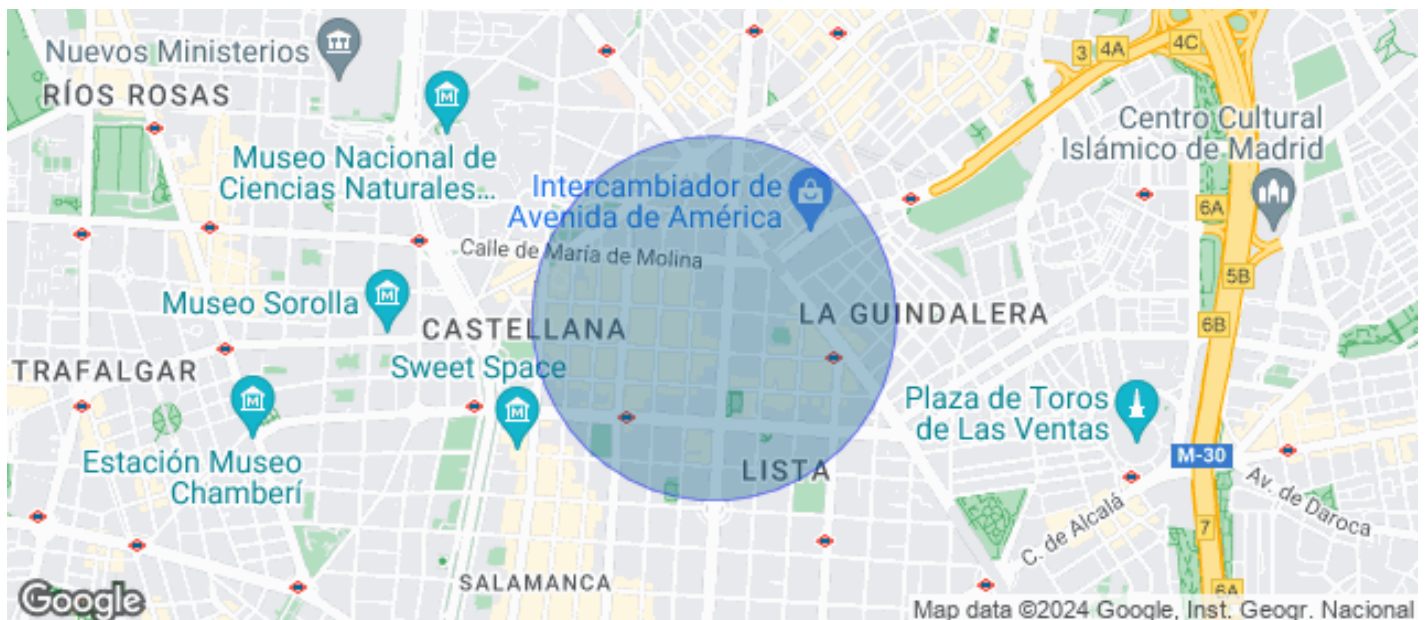 Nuevos Ministerios
RÍOS ROSAS
Museo Nacional de
Ciencias Naturales...
3
4A
4C
Centro Cultural
Islámico de Madrid
Intercambiador de
Avenida de América
6A
Calle de María de Molina
5B
Museo Sorolla
CASTELLANA
LA GUINDALERA
6B
TRAFALGAR
Sweet Space
Plaza de Toros
de Las Ventas
Estación Museo
Chamberí
LISTA
M-30
Av. de Daroca
C. de Alcalá
7
SALAMANCA
6A
Google
Map data ©2024 Google, Inst. Geogr. Nacional